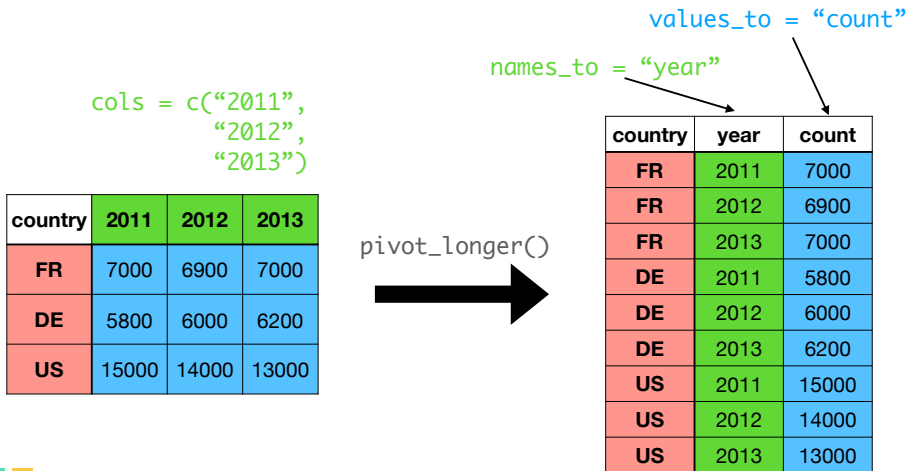 values_to = “count”
names_to = “year”
cols = c(“2011”,
“2012”,
“2013”)
country 2011 2012 2013
FR 7000 6900 7000
DE 5800 6000 6200
US 15000 14000 13000
pivot_longer()
country year count
FR 2011 7000
FR 2012 6900
FR 2013 7000
DE 2011 5800
DE 2012 6000
DE 2013 6200
US 2011 15000
US 2012 14000
US 2013 13000